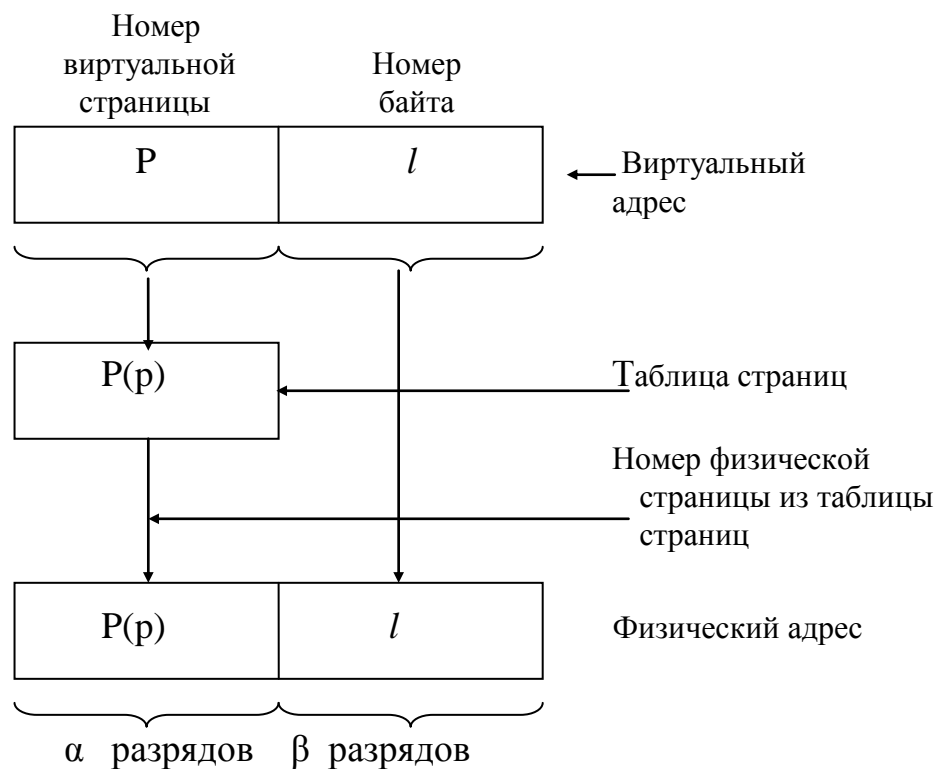 Номер
виртуальной
страницы
Номер
байта
P
l
Виртуальный
адрес
P(p)
Таблица страниц
Номер физической
страницы из таблицы
страниц
P(p)
l
Физический адрес
α разрядов
β разрядов